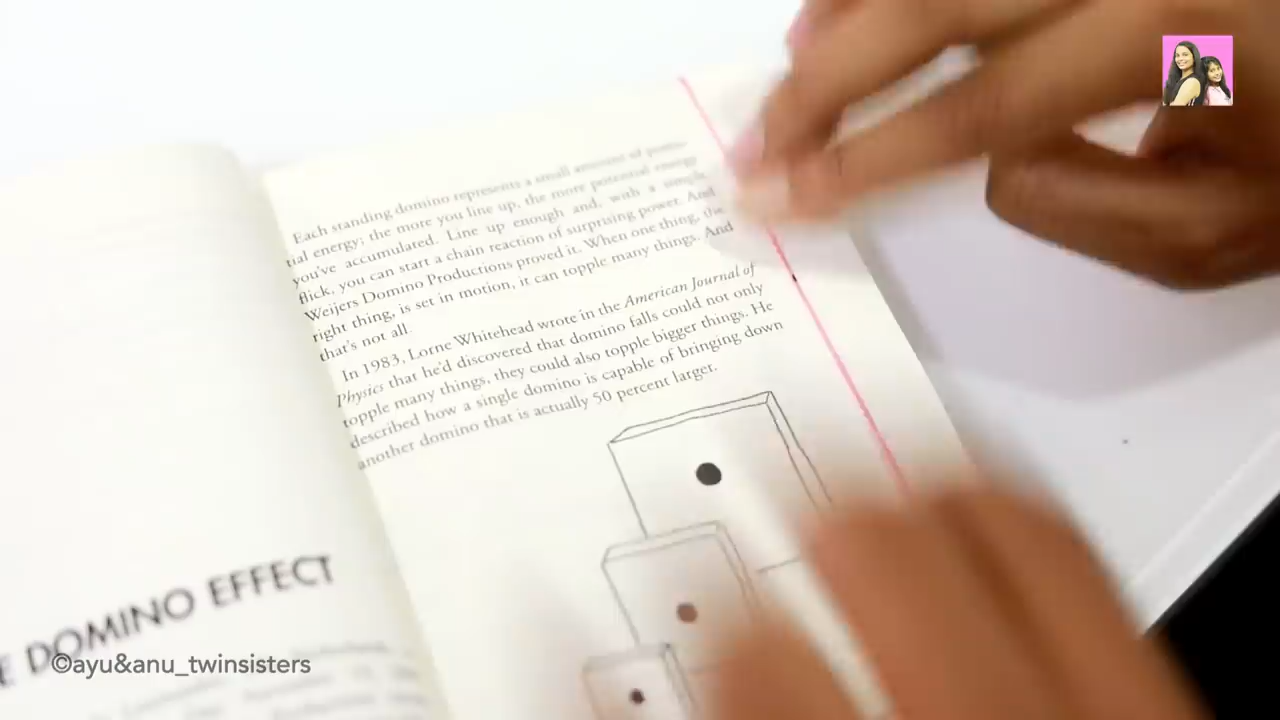 Each standing domino represents a small amount of poten-
tial energy; the more you line up, the more potential energy
you've accumulated. Line up enough and, with a simple
flick, you can start a chain reaction of surprising power. And
Weijers Domino Productions proved it. When one thing, the
right thing, is set in motion, it can topple many things. And
that's not all.
In 1983, Lorne Whitehead wrote in the American Journal of
Physics that he'd discovered that domino falls could not only
topple many things, they could also topple bigger things. He
described how a single domino is capable of bringing down
another domino that is actually 50 percent larger.
DOMINO EFFECT
©ayu&anu_twinsisters